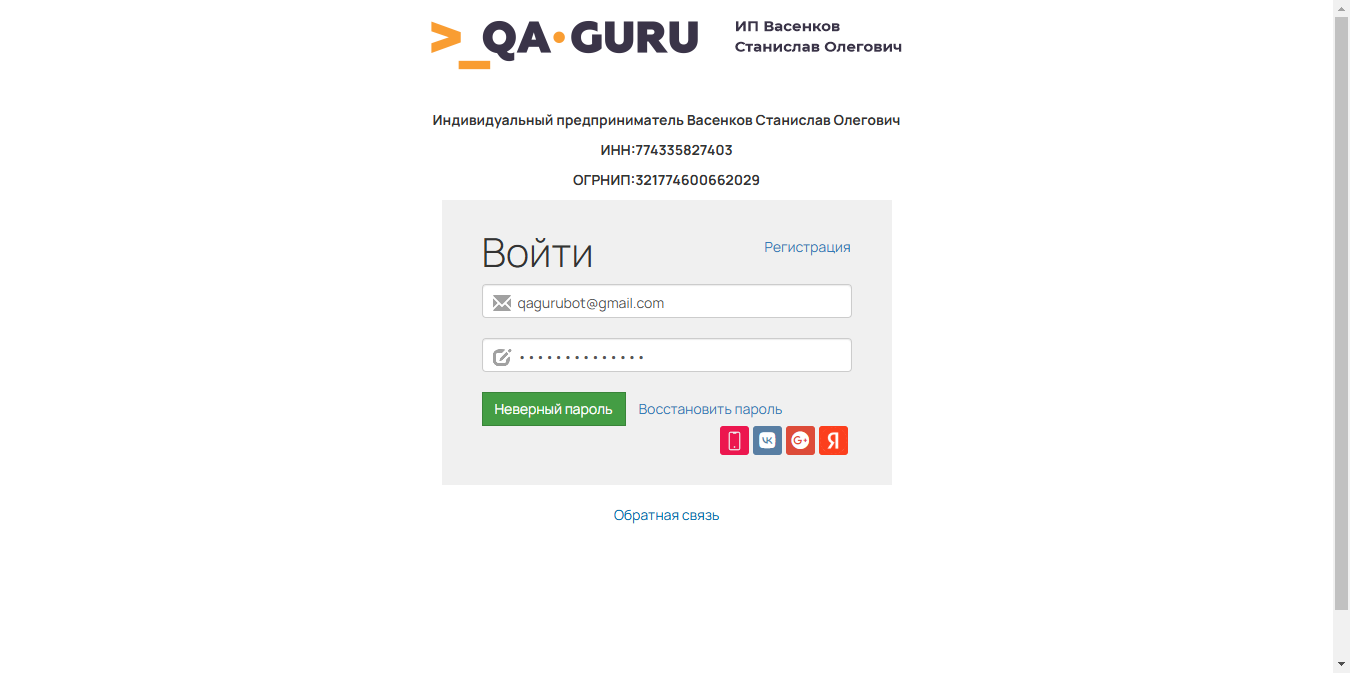 >_QA•GURU
ИП Васенков
Станислав Олегович
Индивидуальный предприниматель Васенков Станислав Олегович
ИНН:774335827403
ОГРНИП:321774600662029
Войти
Регистрация
qagurubot@gmail.com
••••••••••••••
Неверный пароль
Восстановить пароль
Обратная связь